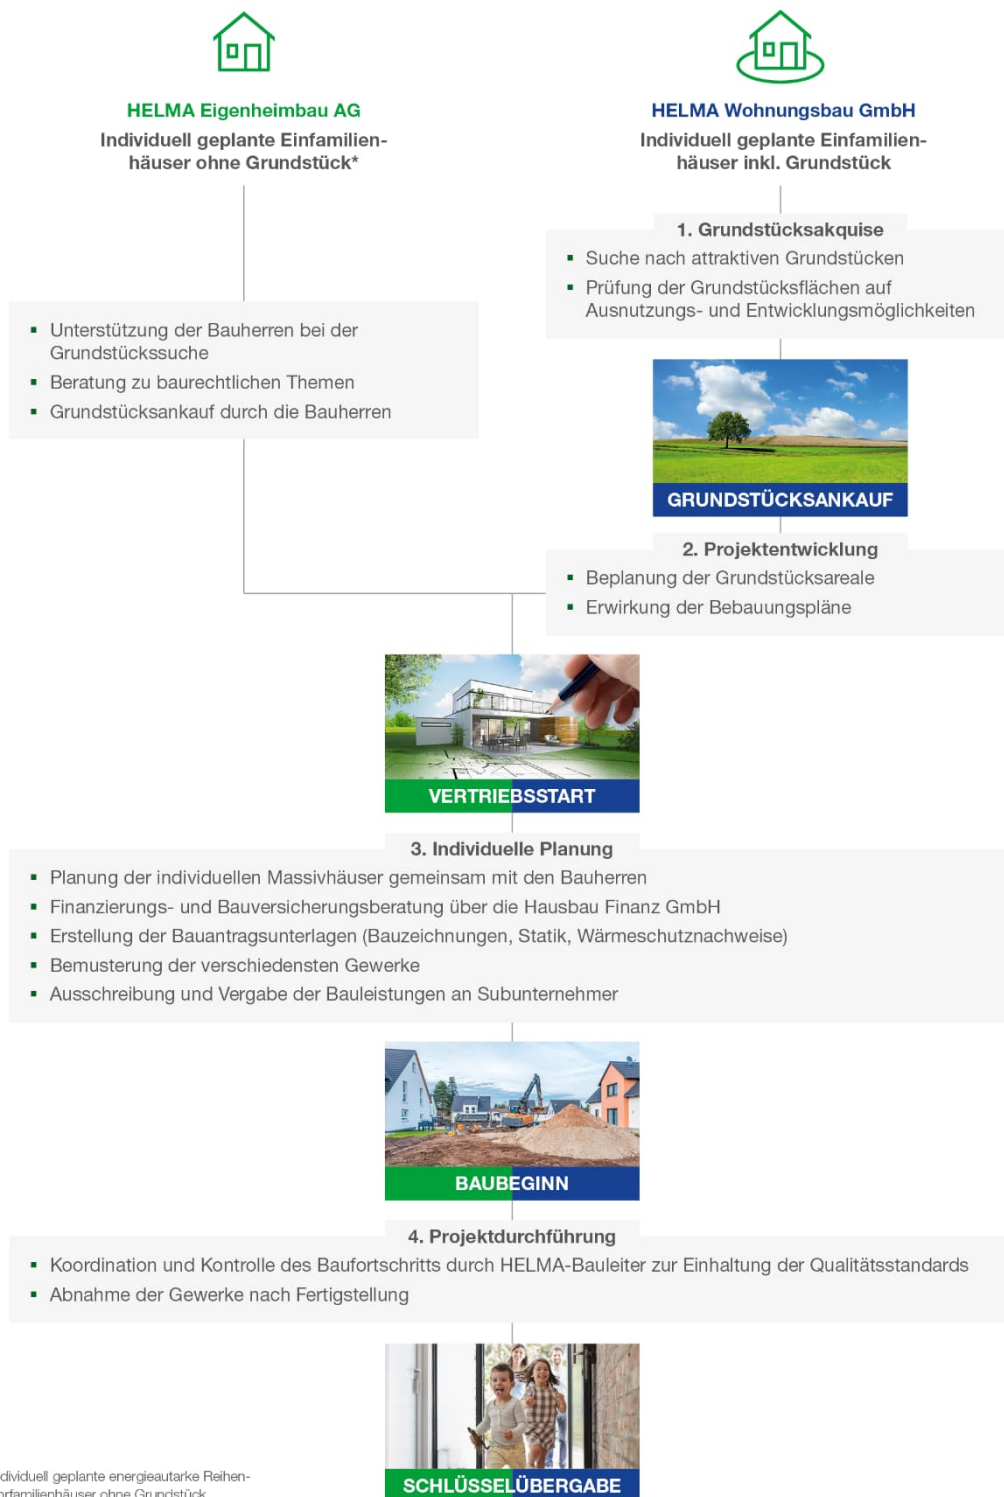 HELMA Eigenheimbau AG
Individuell geplante Einfamilien-
häuser ohne Grundstück*
HELMA Wohnungsbau GmbH
Individuell geplante Einfamilien-
häuser inkl. Grundstück
1. Grundstücksakquise
▪ Suche nach attraktiven Grundstücken
▪ Prüfung der Grundstücksflächen auf
Ausnutzungs- und Entwicklungsmöglichkeiten
▪ Unterstützung der Bauherren bei der
Grundstückssuche
▪ Beratung zu baurechtlichen Themen
▪ Grundstücksankauf durch die Bauherren
GRUNDSTÜCKSANKAUF
2. Projektentwicklung
▪ Beplanung der Grundstücksareale
▪ Erwirkung der Bebauungspläne
VERTRIEBSSTART
3. Individuelle Planung
▪ Planung der individuellen Massivhäuser gemeinsam mit den Bauherren
▪ Finanzierungs- und Bauversicherungsberatung über die Hausbau Finanz GmbH
▪ Erstellung der Bauantragsunterlagen (Bauzeichnungen, Statik, Wärmeschutznachweise)
▪ Bemusterung der verschiedensten Gewerke
▪ Ausschreibung und Vergabe der Bauleistungen an Subunternehmer
BAUBEGINN
4. Projektdurchführung
▪ Koordination und Kontrolle des Baufortschritts durch HELMA-Bauleiter zur Einhaltung der Qualitätsstandards
▪ Abnahme der Gewerke nach Fertigstellung
SCHLÜSSELÜBERGABE
geplante energieautarke Reihen-
ohne Grundstück